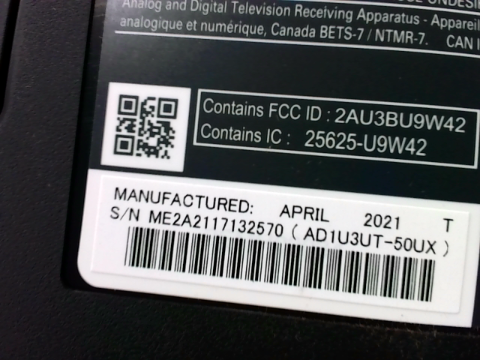 Analog and Digital Television Receiving Apparatus - Appareil
analogique et numérique, Canada BETS-7 / NTMR-7. CAN I
Contains FCC ID : 2AU3BU9W42
Contains IC : 25625-U9W42
MANUFACTURED: APRIL 2021 T
S/N ME2A2117132570 ( AD1U3UT-50UX )